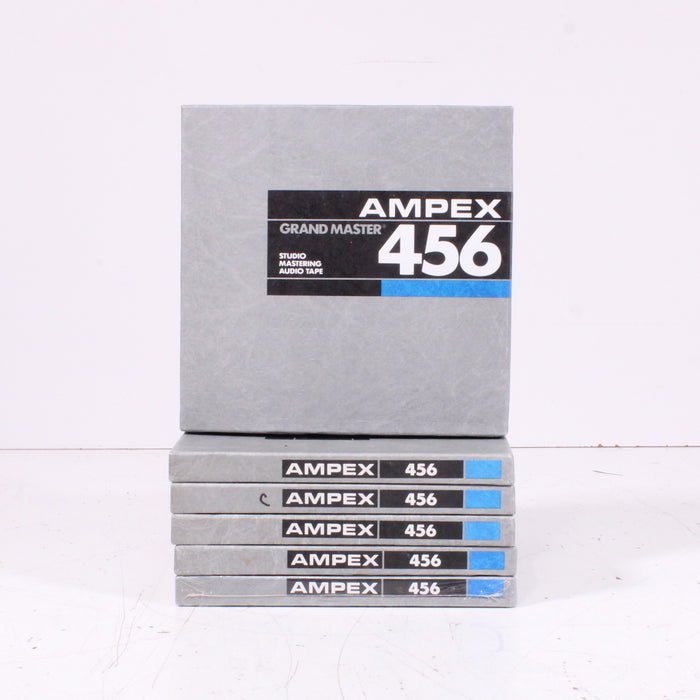 AMPEX
GRAND MASTER® 456
STUDIO
MASTERING
AUDIO TAPE
AMPEX 456
C AMPEX 456
AMPEX 456
AMPEX 456
AMPEX 456